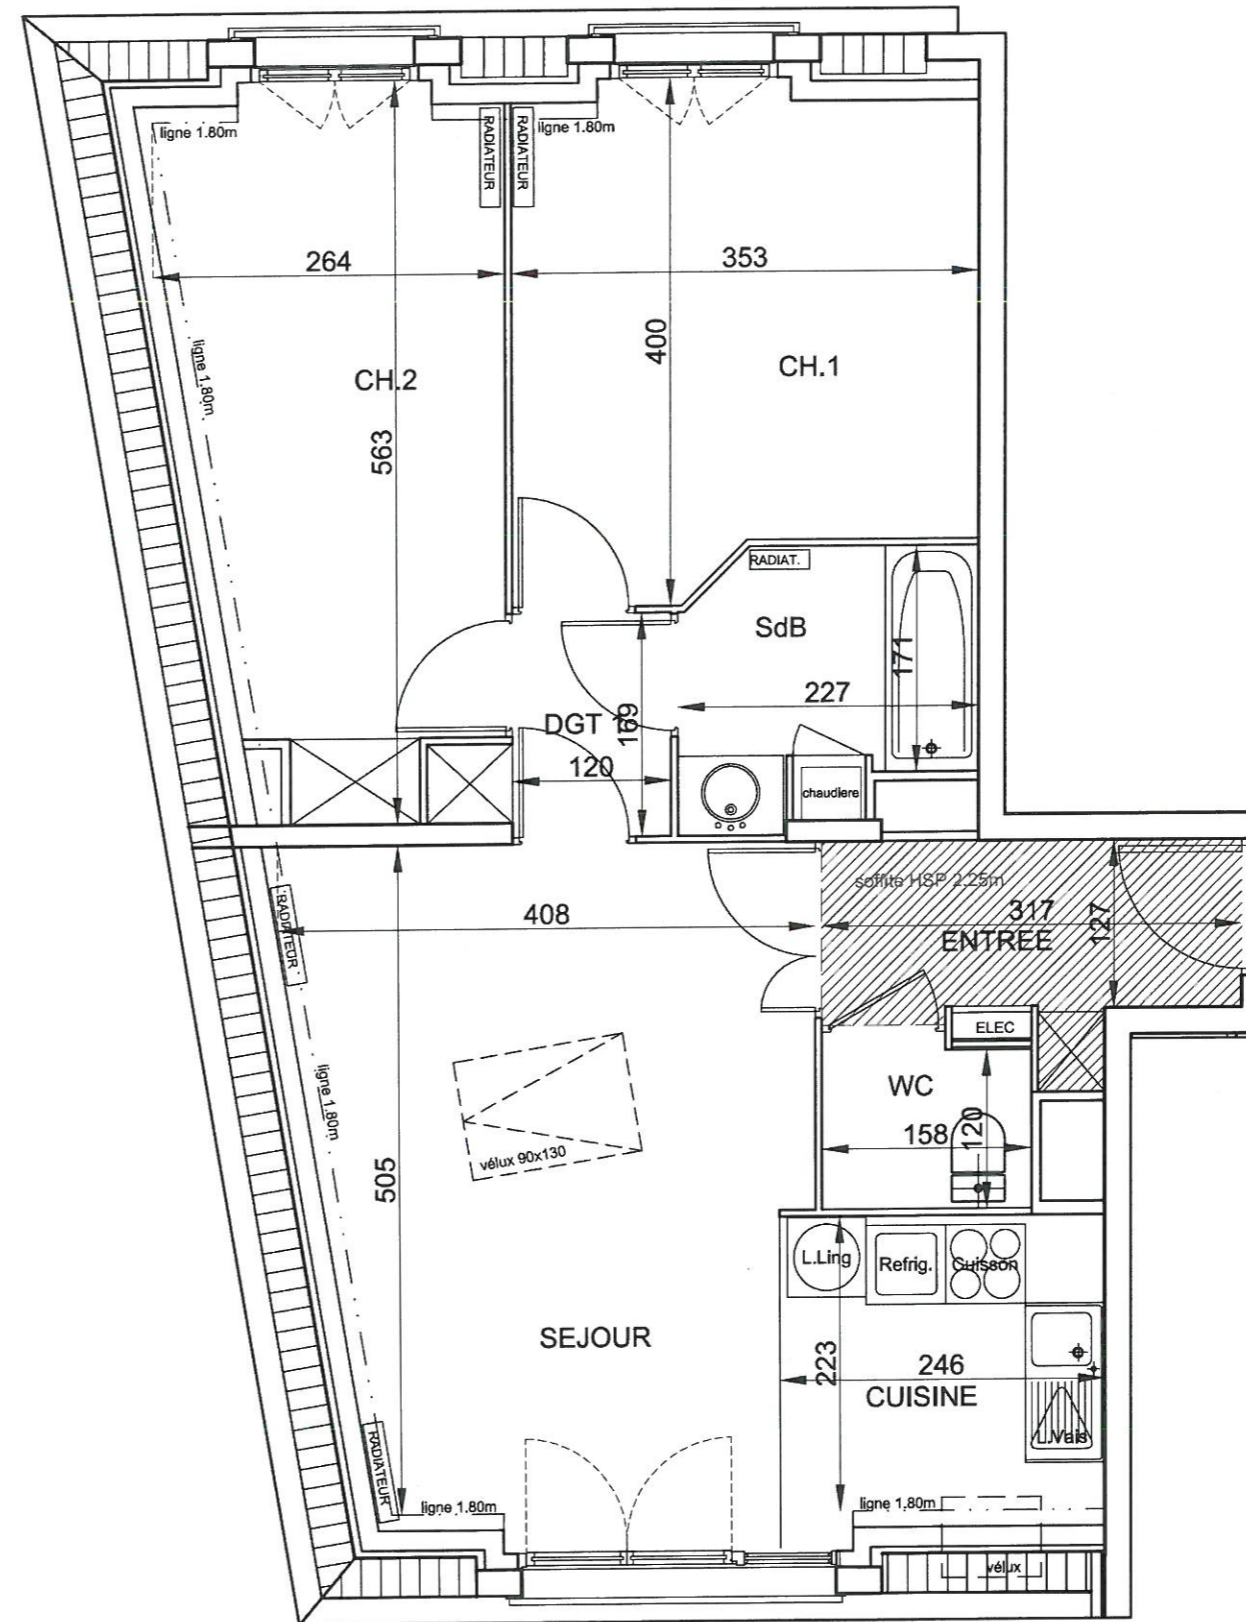 ligne 1.80m
RADIATEUR
RADIATEUR
ligne 1.80m
264
353
400
ligne 1.80m
CH.2
CH.1
563
RADIAT.
SdB
171
227
DGT
169
120
chaudiere
soffite HSP 2.25m
408
317
127
ENTREE
RADIATEUR
ELEC
ligne 1.80m
WC
120
158
vélux 90x130
505
L.Ling
Refrig.
Cuisson
SEJOUR
223
246
CUISINE
L.Vais
RADIATEUR
ligne 1.80m
ligne 1.80m
vélux